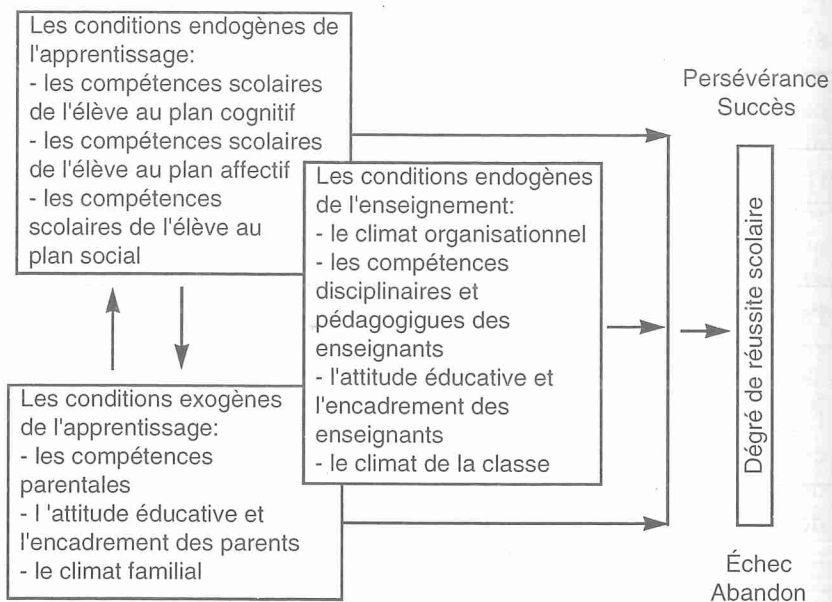 Les conditions endogènes de
l'apprentissage:
- les compétences scolaires
de l'élève au plan cognitif
- les compétences scolaires
de l'élève au plan affectif
- les compétences
scolaires de l'élève au
plan social
Les conditions endogènes
de l'enseignement:
- le climat organisationnel
- les compétences
disciplinaires et
pédagogiques des
enseignants
- l'attitude éducative et
l'encadrement des
enseignants
- le climat de la classe
Les conditions exogènes
de l'apprentissage:
- les compétences
parentales
- l 'attitude éducative et
l'encadrement des parents
- le climat familial
Persévérance
Succès
Dégré de réussite scolaire
Échec
Abandon